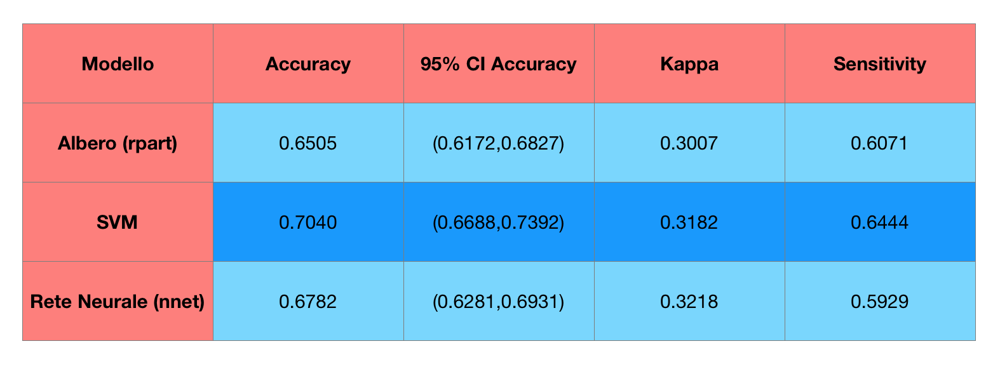 Modello Accuracy 95% CI Accuracy Kappa Sensitivity
Albero (rpart) 0.6505 (0.6172,0.6827) 0.3007 0.6071
SVM 0.7040 (0.6688,0.7392) 0.3182 0.6444
Rete Neurale (nnet) 0.6782 (0.6281,0.6931) 0.3218 0.5929